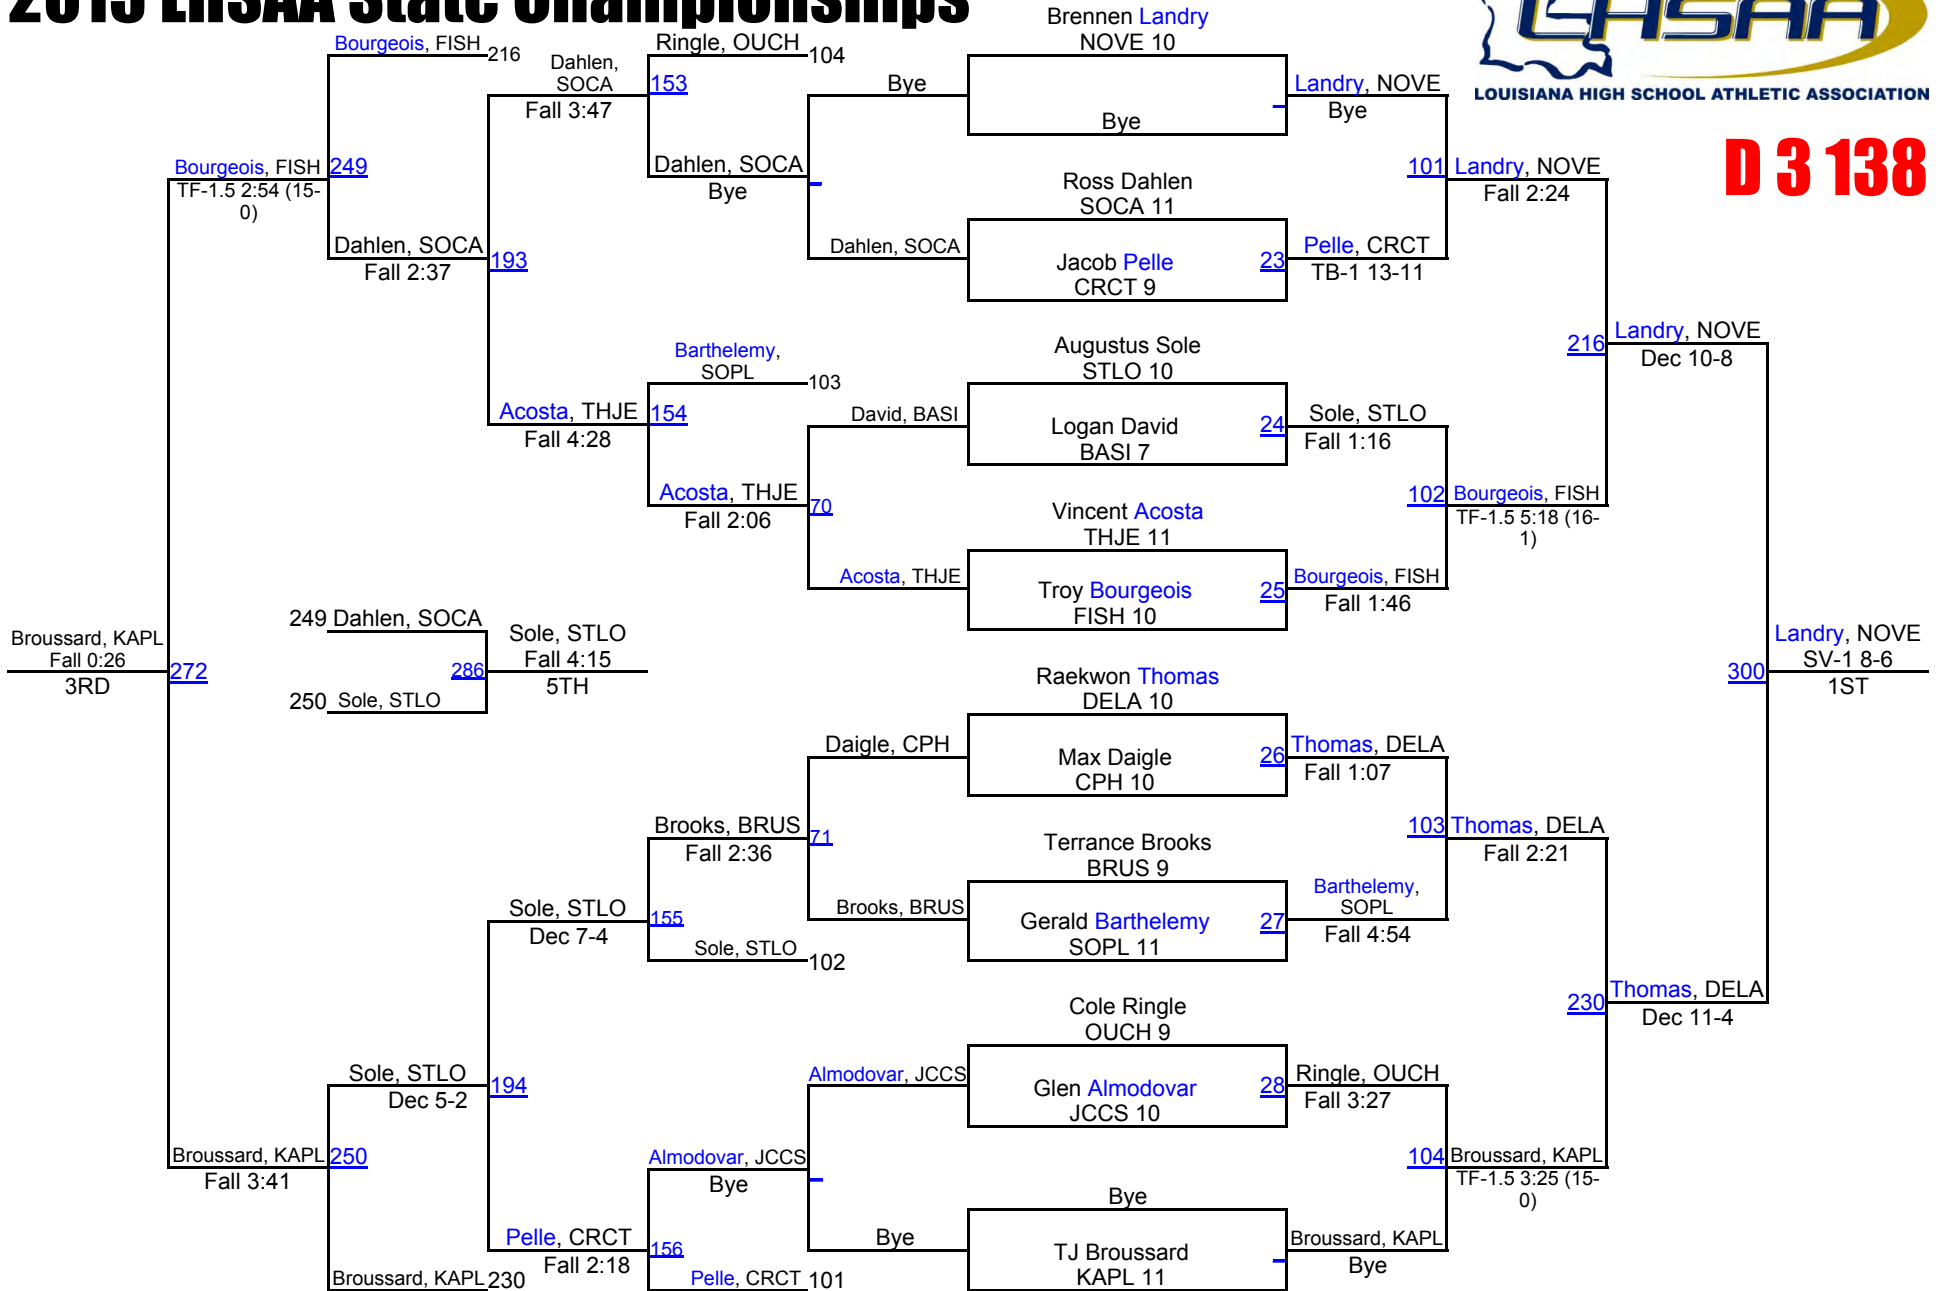 2015 LHSAA State Championships
LHSAA
LOUISIANA HIGH SCHOOL ATHLETIC ASSOCIATION
D 3 138
Brennen Landry
NOVE 10
Bye
Ross Dahlen
SOCA 11
Jacob Pelle
CRCT 9
23
Augustus Sole
STLO 10
Logan David
BASI 7
24
Vincent Acosta
THJE 11
Troy Bourgeois
FISH 10
25
Raekwon Thomas
DELA 10
Max Daigle
CPH 10
26
Terrance Brooks
BRUS 9
Gerald Barthelemy
SOPL 11
27
Cole Ringle
OUCH 9
Glen Almodovar
JCCS 10
28
Bye
TJ Broussard
KAPL 11
Landry, NOVE
Bye
Pelle, CRCT
TB-1 13-11
Sole, STLO
Fall 1:16
Bourgeois, FISH
Fall 1:46
Thomas, DELA
Fall 1:07
Barthelemy,
SOPL
Fall 4:54
Ringle, OUCH
Fall 3:27
Broussard, KAPL
Bye
101 Landry, NOVE
Fall 2:24
102 Bourgeois, FISH
TF-1.5 5:18 (16-
1)
103 Thomas, DELA
Fall 2:21
104 Broussard, KAPL
TF-1.5 3:25 (15-
0)
216 Landry, NOVE
Dec 10-8
230 Thomas, DELA
Dec 11-4
Landry, NOVE
300 SV-1 8-6
1ST
Bye
Dahlen, SOCA
David, BASI
Acosta, THJE
Daigle, CPH
Brooks, BRUS
Almodovar, JCCS
Bye
Ringle, OUCH 104
153
Dahlen, SOCA
Bye
Barthelemy,
SOPL 103
154
Acosta, THJE
Fall 2:06
70
Brooks, BRUS
Fall 2:36
71
155
Sole, STLO 102
Almodovar, JCCS
Bye
156
Pelle, CRCT 101
Dahlen,
SOCA
Fall 3:47
Acosta, THJE
Fall 4:28
Sole, STLO
Dec 7-4
Pelle, CRCT
Fall 2:18
Bourgeois, FISH 216
249
Dahlen, SOCA
Fall 2:37
193
Sole, STLO
Dec 5-2
194
250
Broussard, KAPL 230
Bourgeois, FISH
TF-1.5 2:54 (15-
0)
Broussard, KAPL
Fall 3:41
Broussard, KAPL
Fall 0:26
3RD
272
249 Dahlen, SOCA
250 Sole, STLO
286
Sole, STLO
Fall 4:15
5TH